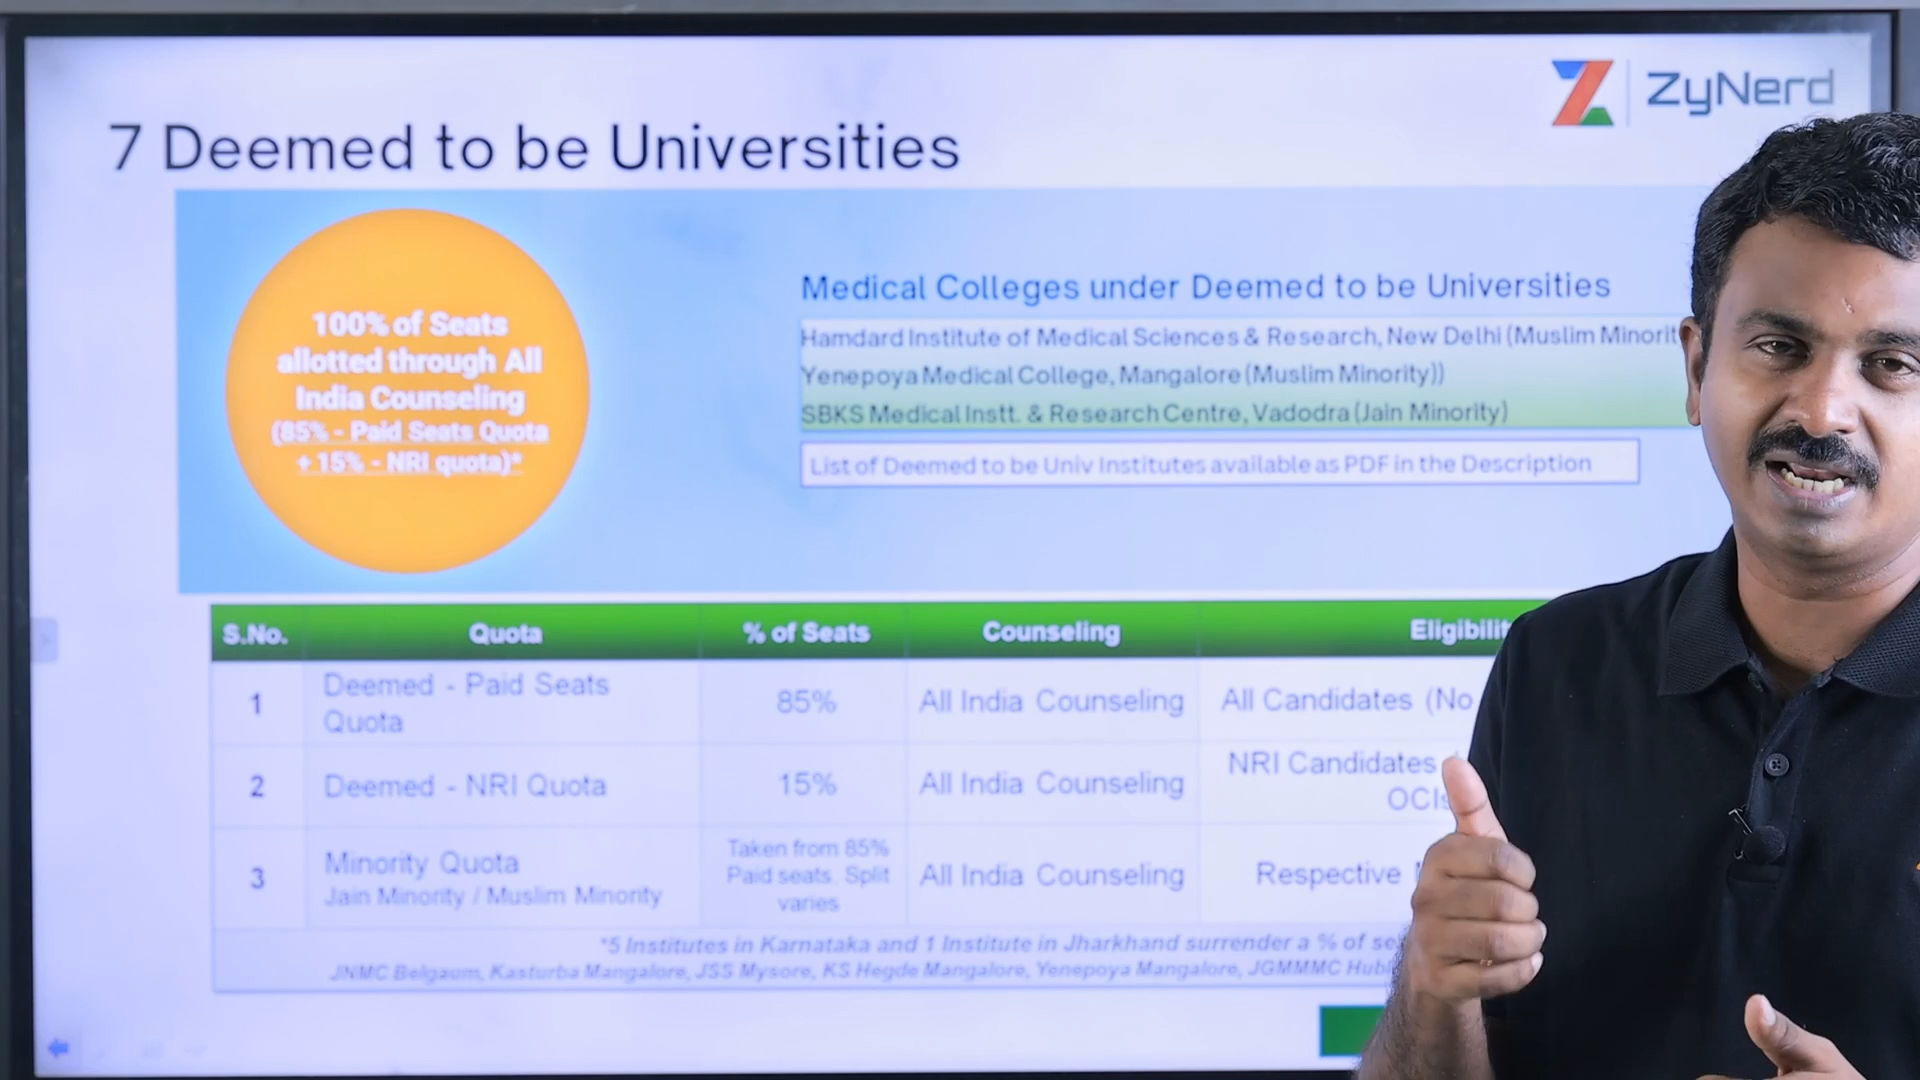 ZyNerd
7 Deemed to be Universities
100% of Seats
allotted through All
India Counseling
(85% - Paid Seats Quota
+ 15% - NRI quota)*
Medical Colleges under Deemed to be Universities
Hamdard Institute of Medical Sciences & Research, New Delhi (Muslim
Yenepoya Medical College, Mangalore (Muslim Minority))
SBKS Medical Instt. & Research Centre, Vadodra (Jain Minority)
List of Deemed to be Univ Institutes available as PDF in the Description
S.No. Quota % of Seats Counseling
1 Deemed - Paid Seats Quota 85% All India Counseling All Candidates (No
2 Deemed - NRI Quota 15% All India Counseling NRI Candidates
OCIs
3 Minority Quota
Jain Minority / Muslim Minority
Taken from 85%
Paid seats. Split
varies
All India Counseling Respective
*5 Institutes in Karnataka and 1 Institute in Jharkhand surrender a % of
JNMC Belgaum, Kasturba Mangalore, JSS Mysore, KS Hegde Mangalore, Yenepoya Mangalore, JGMMMC